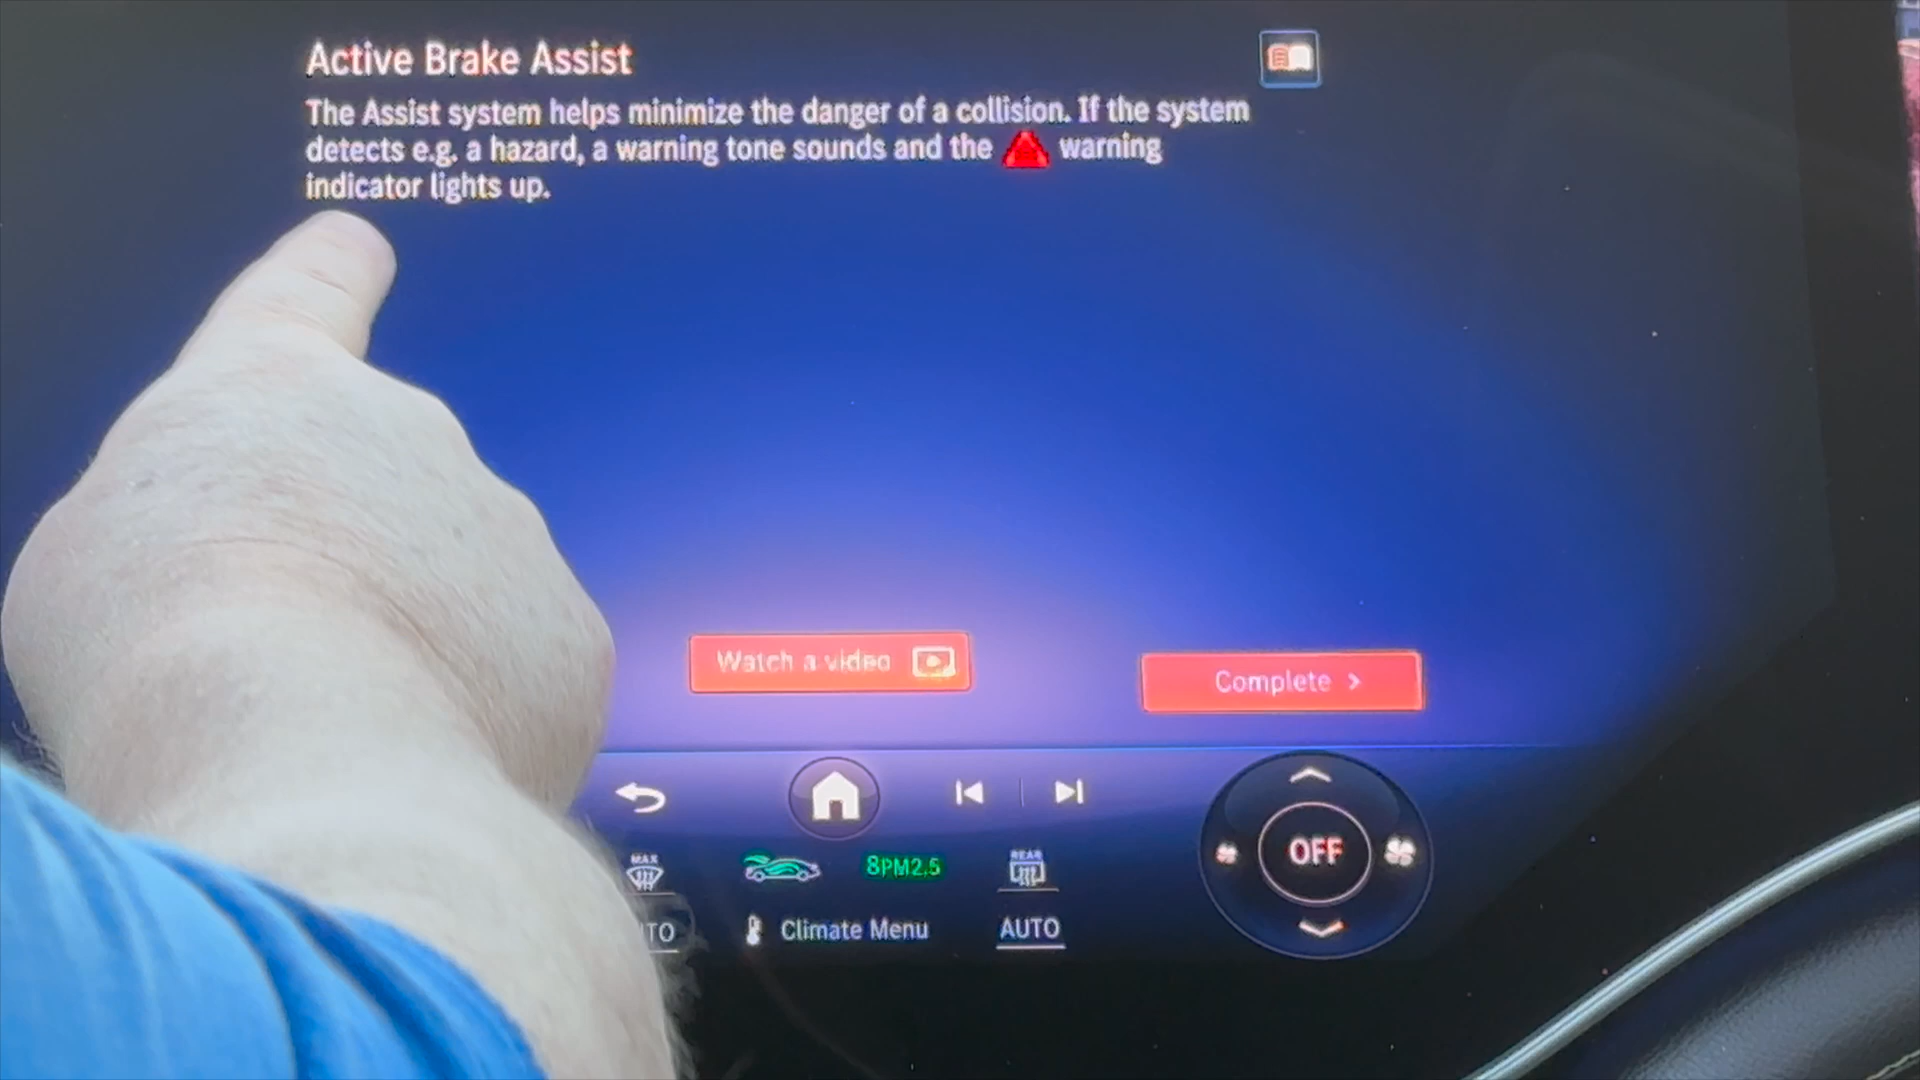 Active Brake Assist
The Assist system helps minimize the danger of a collision. If the system
detects e.g. a hazard, a warning tone sounds and the warning
indicator lights up.
Watch a video
Complete >
MAX
8PM2.5
REAR
OFF
TO
Climate Menu
AUTO